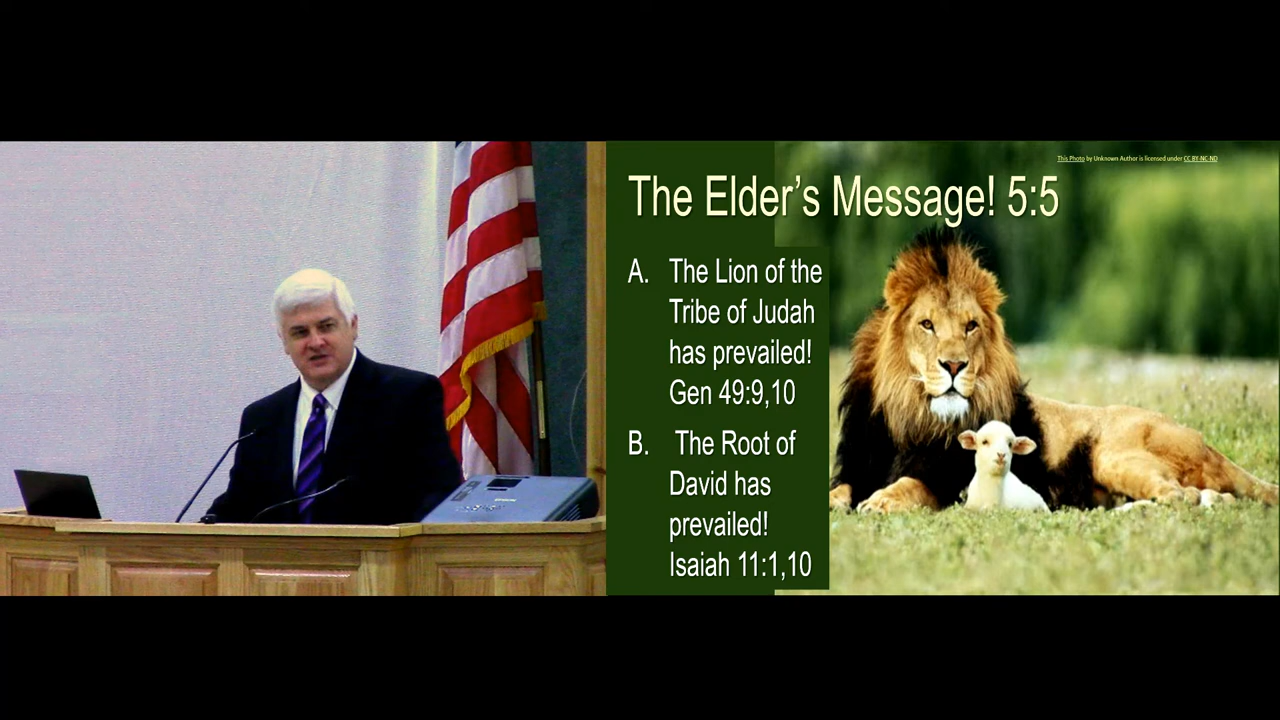 This Photo by Unknown Author is licensed under CC BY-NC-ND
The Elder’s Message! 5:5
A. The Lion of the
Tribe of Judah
has prevailed!
Gen 49:9,10
B. The Root of
David has
prevailed!
Isaiah 11:1,10